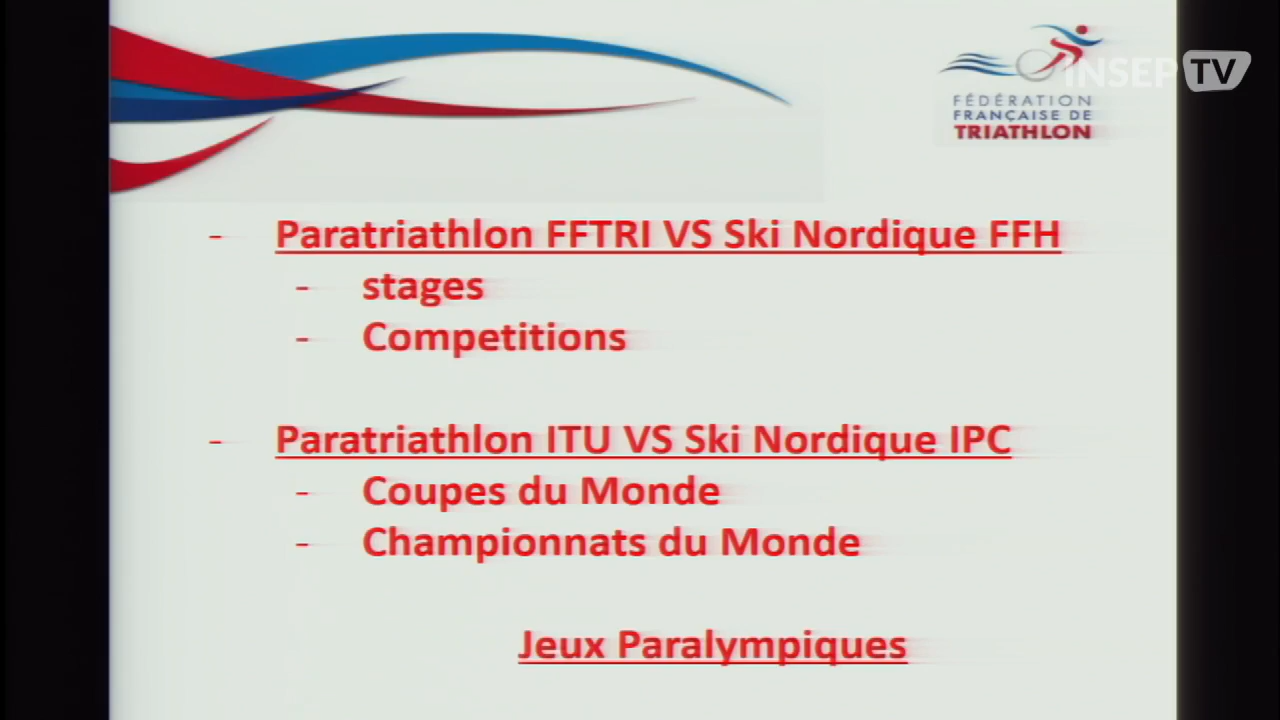 INSEP TV
FÉDÉRATION
FRANÇAISE DE
TRIATHLON
- Paratriathlon FFTRI VS Ski Nordique FFH
- stages
- Competitions
- Paratriathlon ITU VS Ski Nordique IPC
- Coupes du Monde
- Championnats du Monde
Jeux Paralympiques